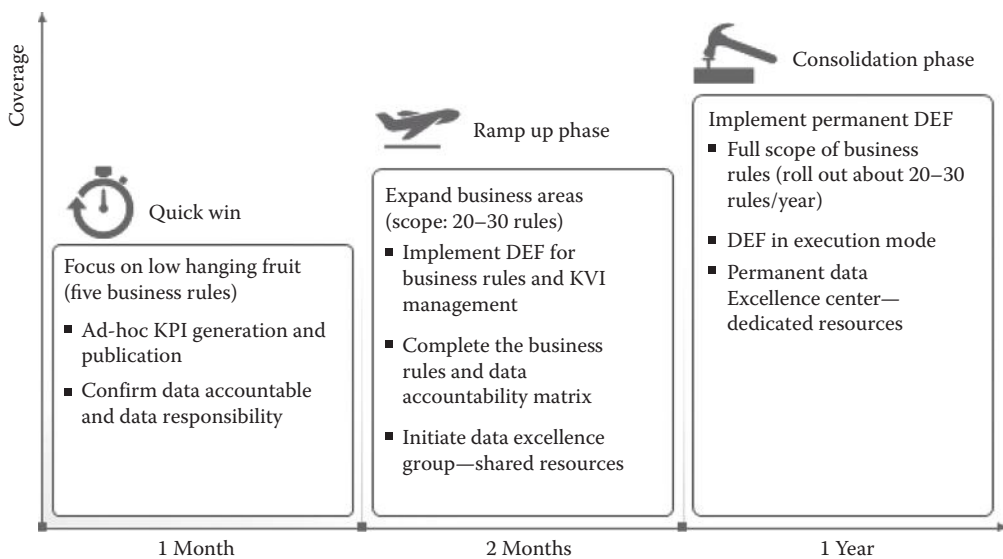 Coverage
Quick win
Focus on low hanging fruit
(five business rules)
▪ Ad-hoc KPI generation and
publication
▪ Confirm data accountable
and data responsibility
1 Month
Ramp up phase
Expand business areas
(scope: 20–30 rules)
▪ Implement DEF for
business rules and KVI
management
▪ Complete the business
rules and data
accountability matrix
▪ Initiate data excellence
group—shared resources
2 Months
Consolidation phase
Implement permanent DEF
▪ Full scope of business
rules (roll out about 20–30
rules/year)
▪ DEF in execution mode
▪ Permanent data
Excellence center—
dedicated resources
1 Year